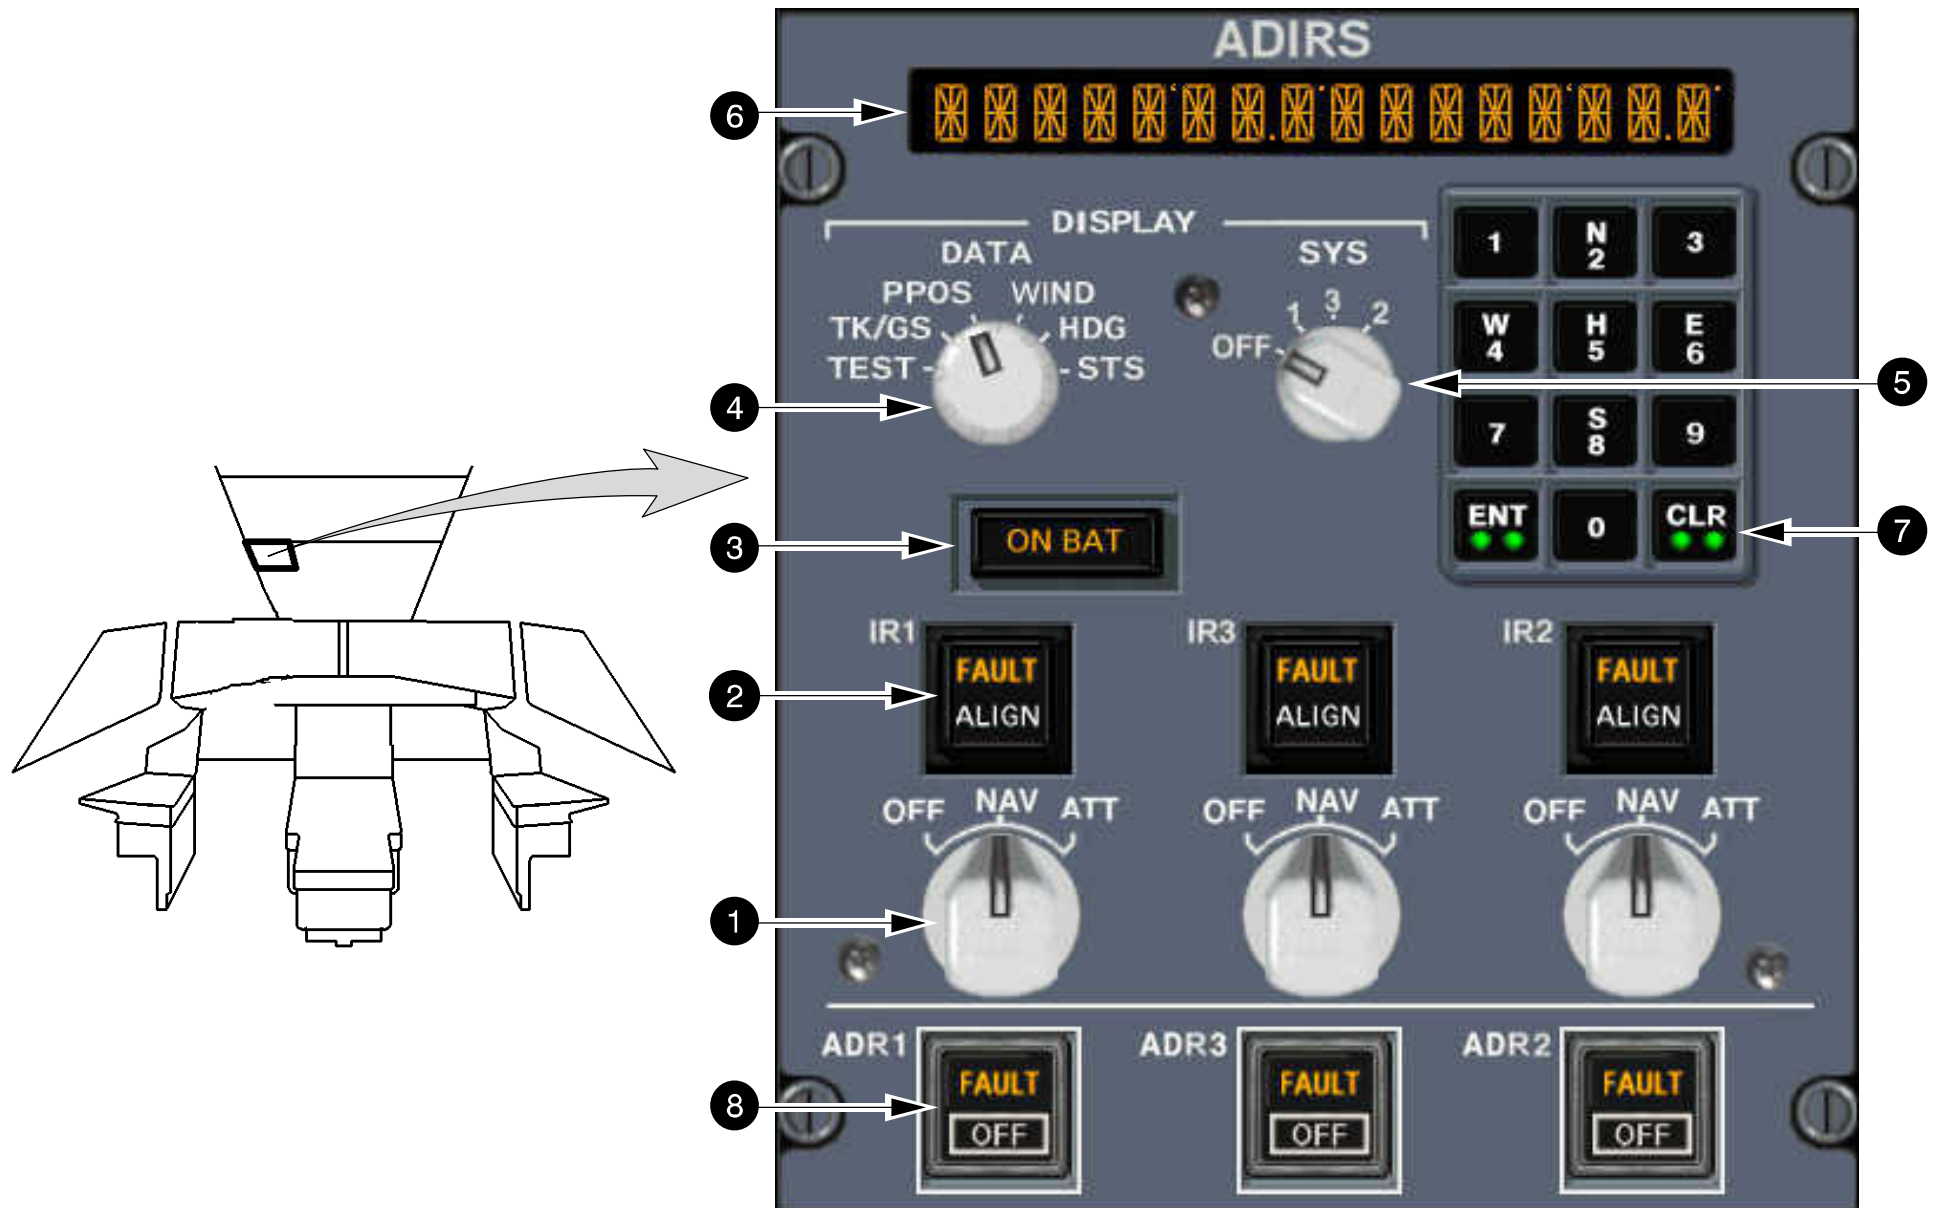 ADIRS
6
DISPLAY
DATA
SYS
PPOS WIND
TK/GS HDG
TEST STS
4
OFF 1 3 2
5
1 N 2 3
W 4 H 5 E 6
7 S 8 9
ENT 0 CLR
7
3
ON BAT
IR1 IR3 IR2
2
FAULT FAULT FAULT
ALIGN ALIGN ALIGN
OFF NAV ATT OFF NAV ATT OFF NAV ATT
1
ADR1 ADR3 ADR2
8
FAULT FAULT FAULT
OFF OFF OFF